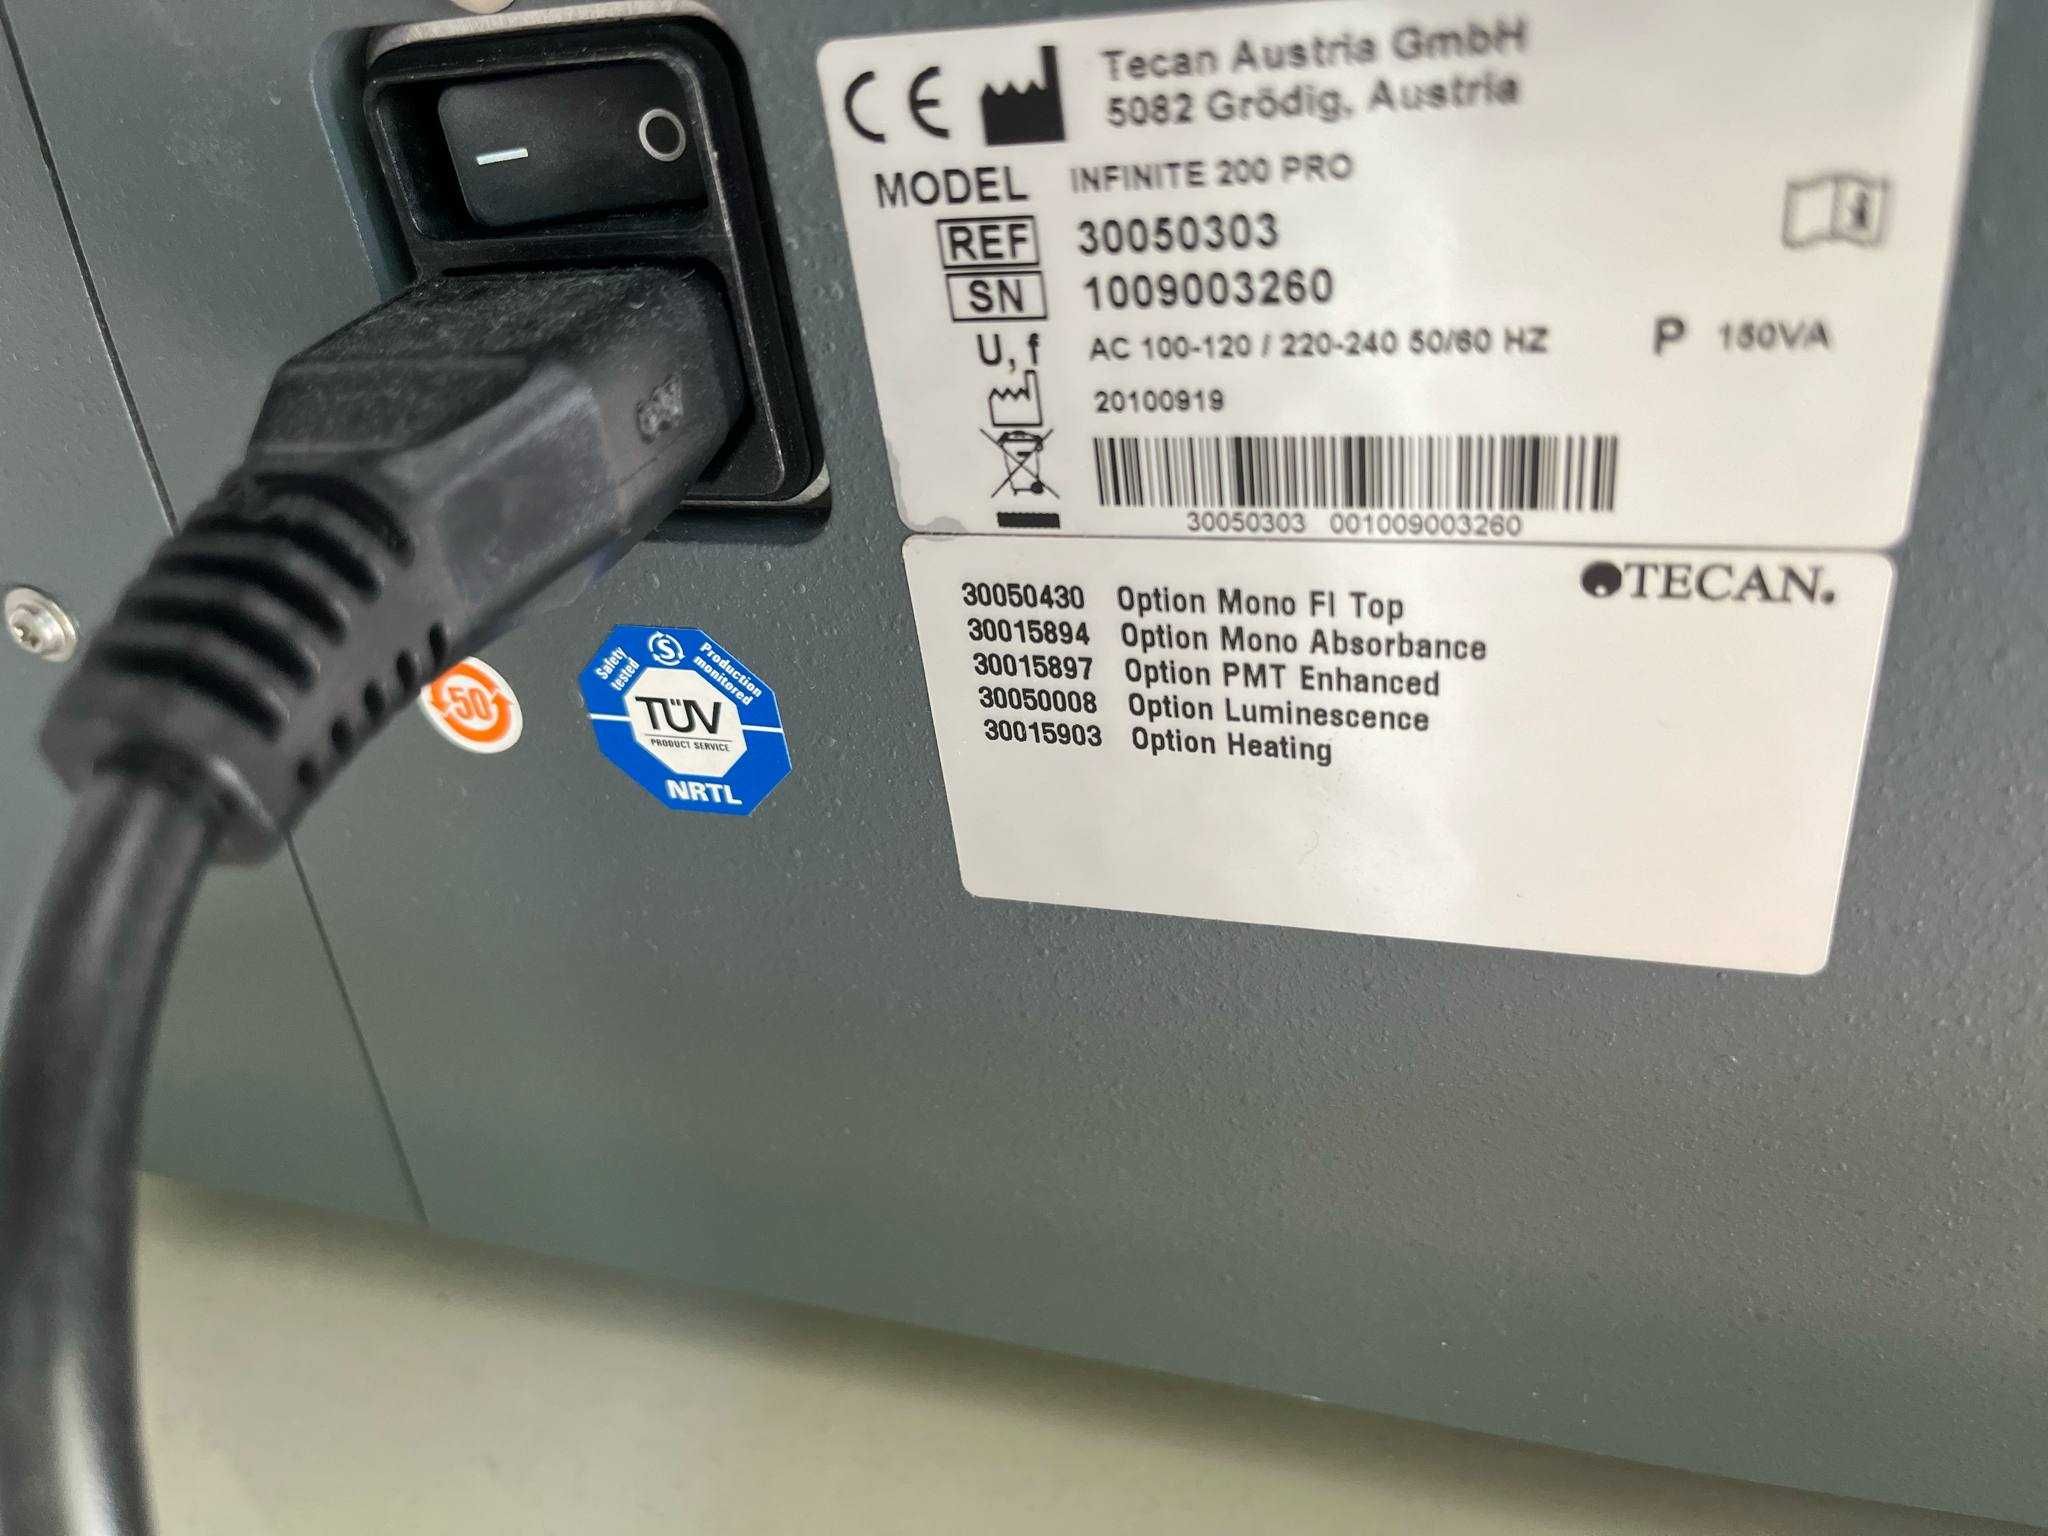 Tecan Austria GmbH
5082 Grödig, Austria
MODEL INFINITE 200 PRO
REF 30050303
SN 1009003260
U, f AC 100-120 / 220-240 50/60 HZ P 150VA
20100919
30050303 001009003260
TECAN.
30050430 Option Mono FI Top
30015894 Option Mono Absorbance
30015897 Option PMT Enhanced
30050008 Option Luminescence
30015903 Option Heating
50
Safety tested
S
Production monitored
TÜV
PRODUCT SERVICE
NRTL